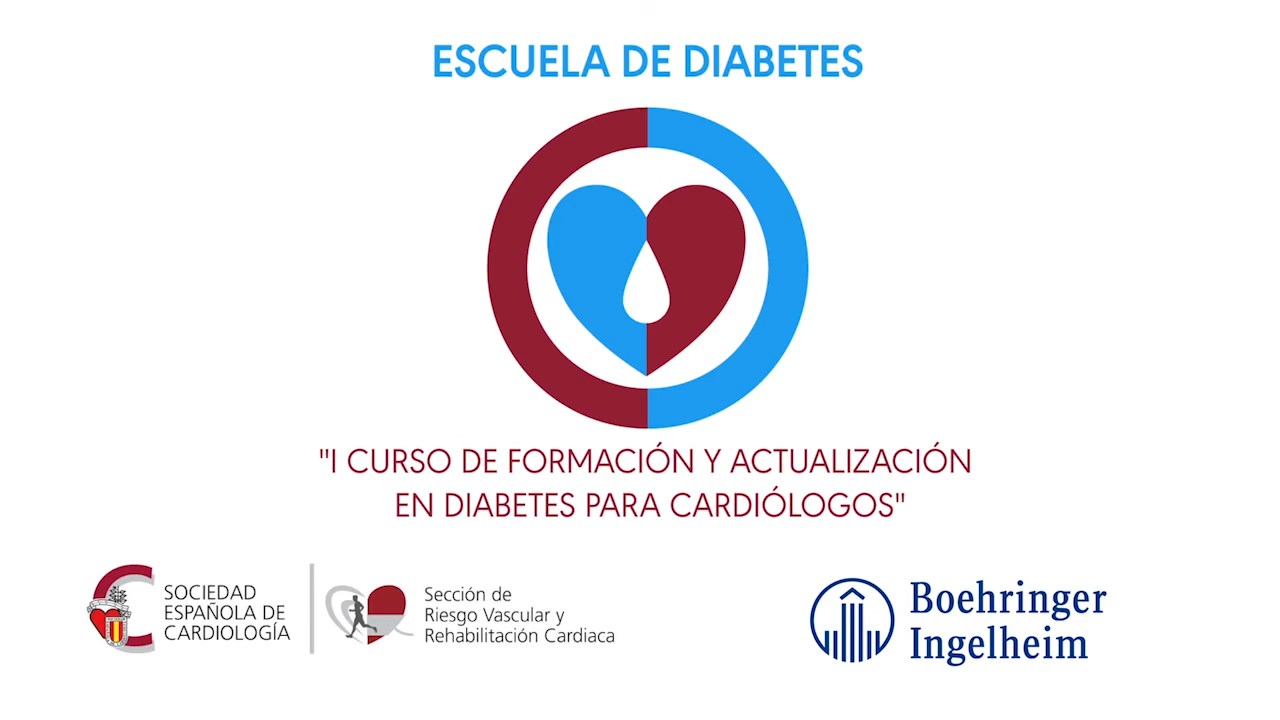 ESCUELA DE DIABETES
"I CURSO DE FORMACIÓN Y ACTUALIZACIÓN
EN DIABETES PARA CARDIÓLOGOS"
SOCIEDAD
ESPAÑOLA DE
CARDIOLOGÍA
Sección de
Riesgo Vascular y
Rehabilitación Cardiaca
Boehringer
Ingelheim